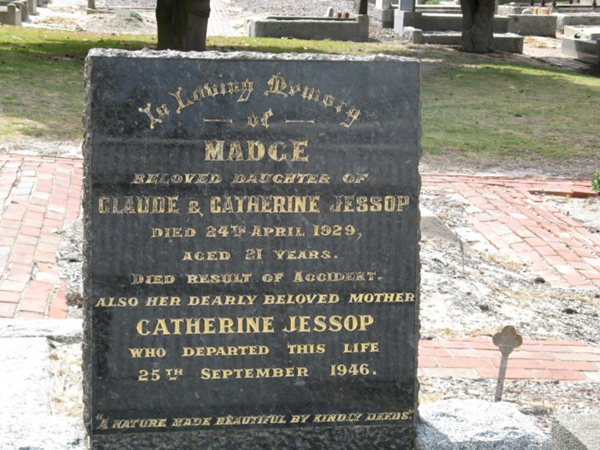 In Loving Memory
of
MADGE
BELOVED DAUGHTER OF
CLAUDE & CATHERINE JESSOP
DIED 24TH APRIL 1929,
AGED 21 YEARS.
DIED RESULT OF ACCIDENT.
ALSO HER DEARLY BELOVED MOTHER
CATHERINE JESSOP
WHO DEPARTED THIS LIFE
25TH SEPTEMBER 1946.
"A NATURE MADE BEAUTIFUL BY KINDLY DEEDS".